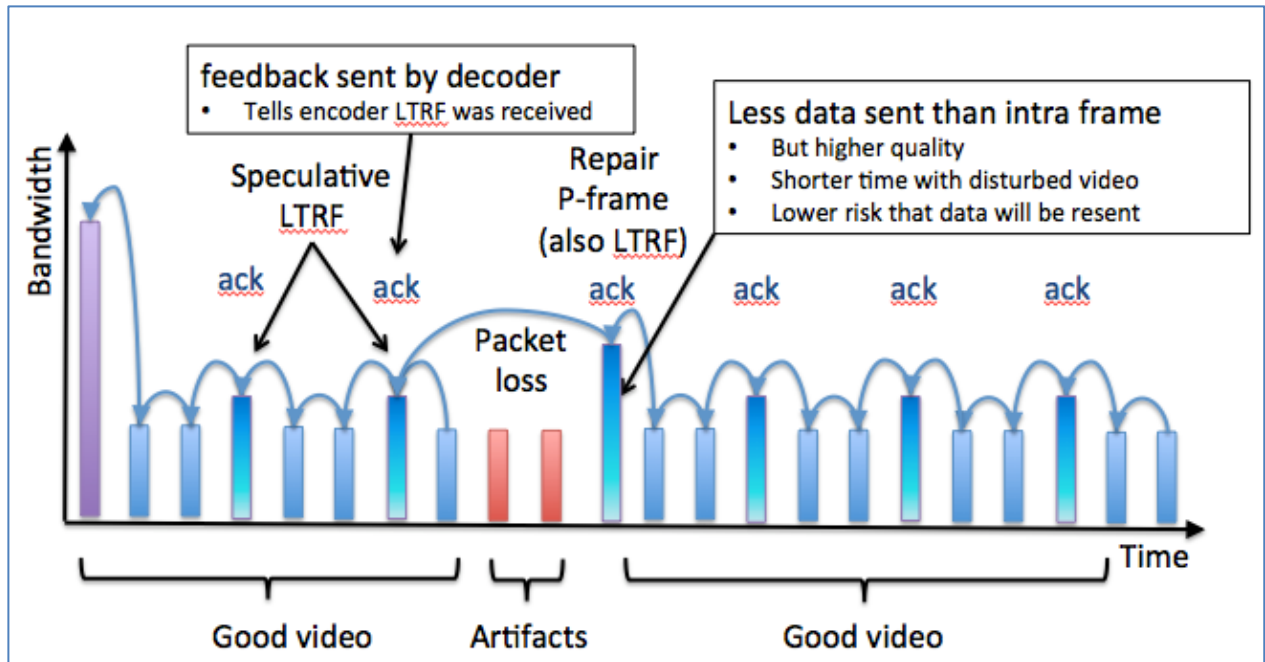 feedback sent by decoder
• Tells encoder LTRF was received
Less data sent than intra frame
• But higher quality
• Shorter time with disturbed video
• Lower risk that data will be resent
Bandwidth
Speculative
LTRF
Repair
P-frame
(also LTRF)
ack
ack
ack
ack
ack
ack
Packet
loss
Time
Good video
Artifacts
Good video